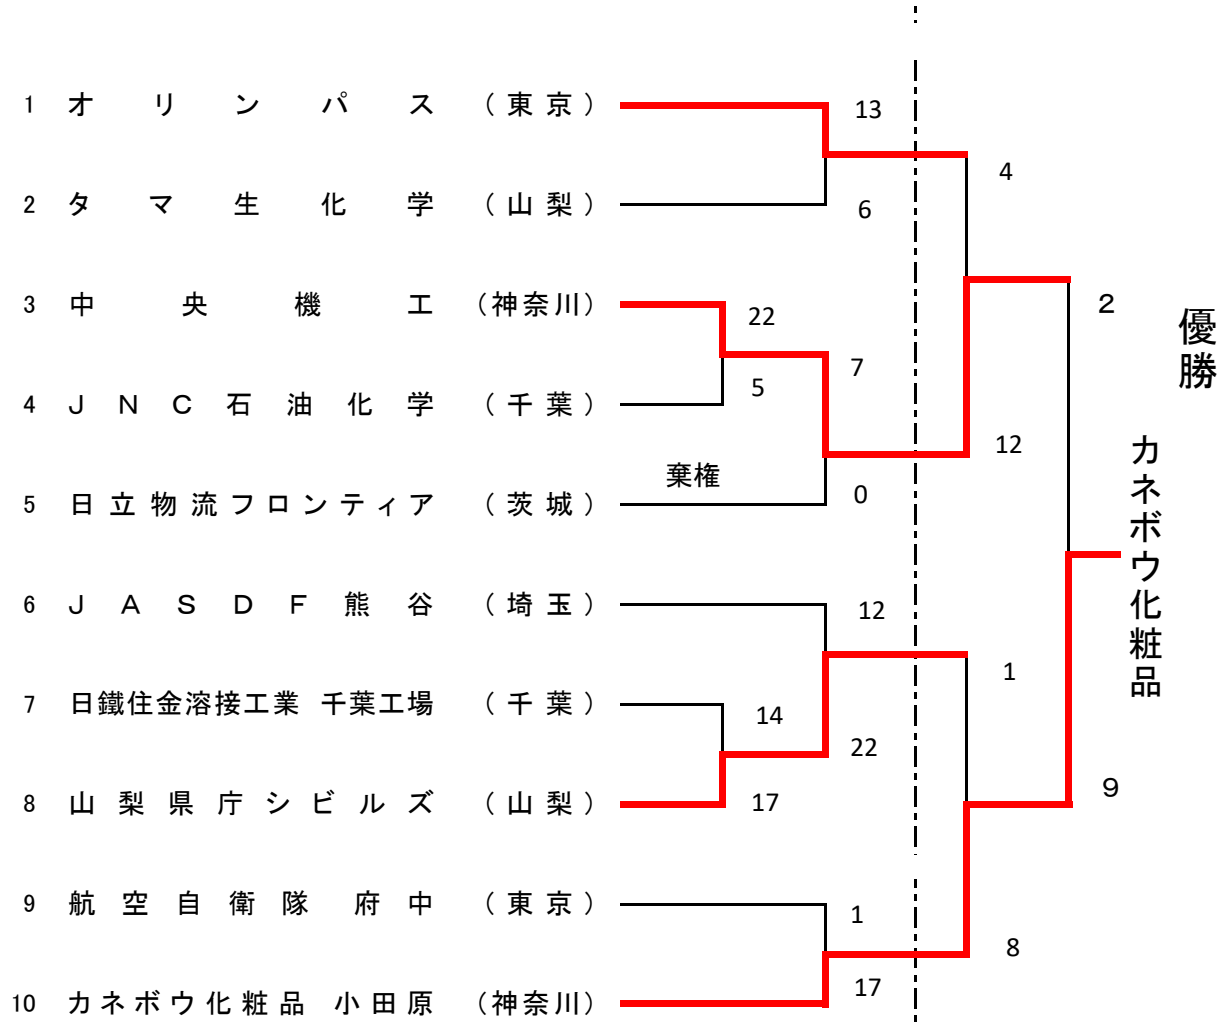 1 オリンパス （東京） 13
4
2 タマ生化学 （山梨） 6
3 中央機工 （神奈川） 22
2
7
4 ＪＮＣ石油化学 （千葉） 5
12
棄権
5 日立物流フロンティア （茨城） 0
6 ＪＡＳＤＦ熊谷 （埼玉） 12
1
7 日鐵住金溶接工業 千葉工場 （千葉） 14
22
8 山梨県庁シビルズ （山梨） 17
９
9 航空自衛隊 府中 （東京） 1
8
10 カネボウ化粧品 小田原 （神奈川） 17
優勝
カネボウ化粧品